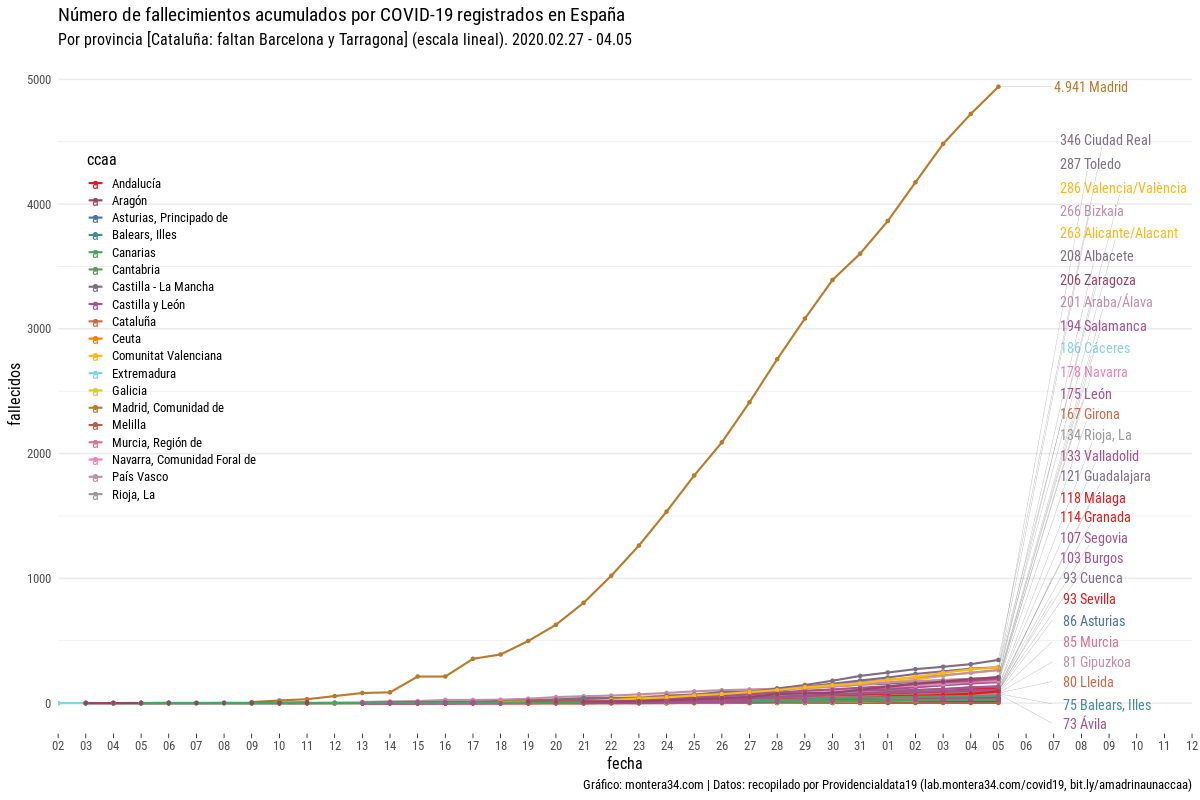 Número de fallecimientos acumulados por COVID-19 registrados en España
Por provincia [Cataluña: faltan Barcelona y Tarragona] (escala lineal). 2020.02.27 - 04.05
fallecidos
5000
4000
3000
2000
1000
0
ccaa
Andalucía
Aragón
Asturias, Principado de
Balears, Illes
Canarias
Cantabria
Castilla - La Mancha
Castilla y León
Cataluña
Ceuta
Comunitat Valenciana
Extremadura
Galicia
Madrid, Comunidad de
Melilla
Murcia, Región de
Navarra, Comunidad Foral de
País Vasco
Rioja, La
4.941 Madrid
346 Ciudad Real
287 Toledo
286 Valencia/València
266 Bizkaia
263 Alicante/Alacant
208 Albacete
206 Zaragoza
201 Araba/Álava
194 Salamanca
186 Cáceres
178 Navarra
175 León
167 Girona
134 Rioja, La
133 Valladolid
121 Guadalajara
118 Málaga
114 Granada
107 Segovia
103 Burgos
93 Cuenca
93 Sevilla
86 Asturias
85 Murcia
81 Gipuzkoa
80 Lleida
75 Balears, Illes
73 Ávila
02 03 04 05 06 07 08 09 10 11 12 13 14 15 16 17 18 19 20 21 22 23 24 25 26 27 28 29 30 31 01 02 03 04 05 06 07 08 09 10 11 12
fecha
Gráfico: montera34.com | Datos: recopilado por Providencialdata19 (lab.montera34.com/covid19, bit.ly/amadrinaunaccaa)